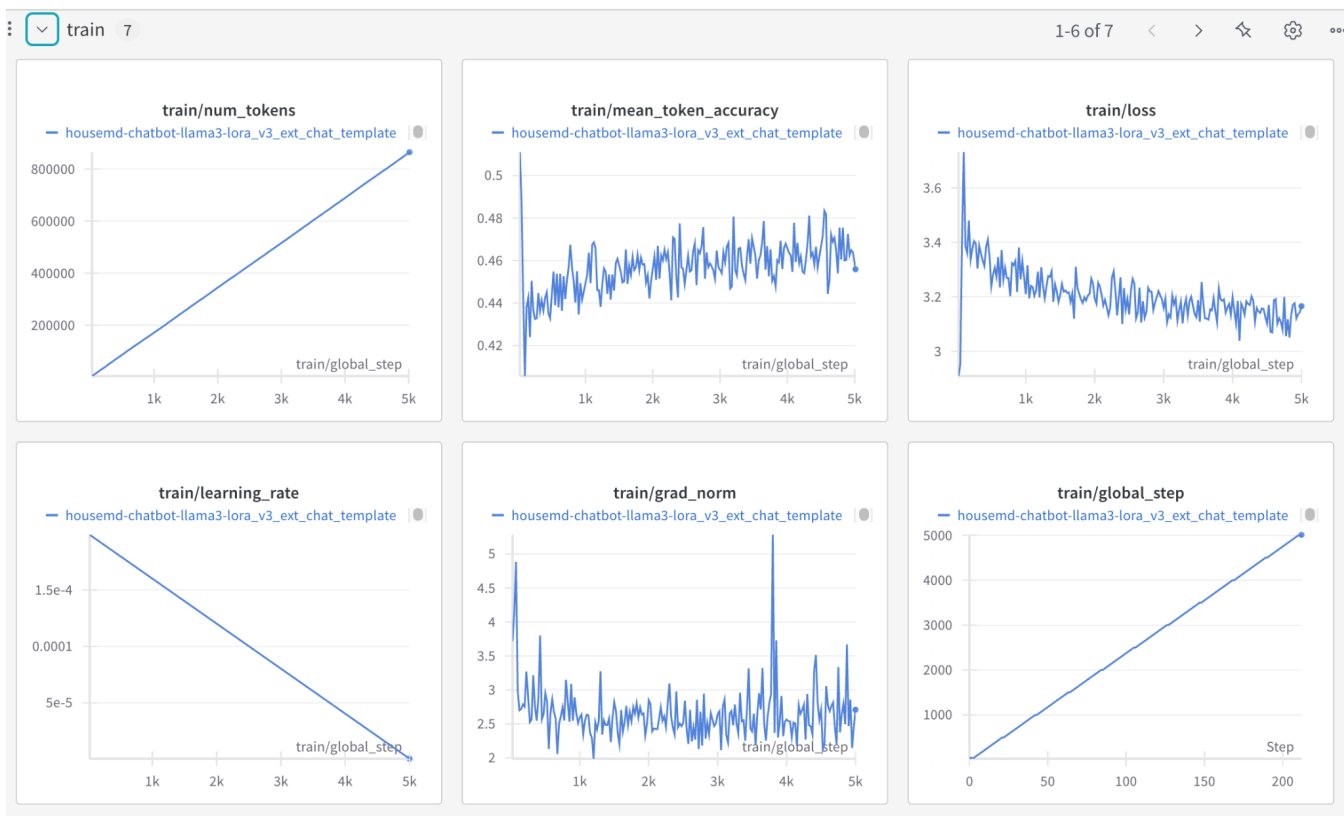 train 7
1-6 of 7
train/num_tokens
housemd-chatbot-llama3-lora_v3_ext_chat_template
800000
600000
400000
200000
train/global_step
1k 2k 3k 4k 5k
train/mean_token_accuracy
housemd-chatbot-llama3-lora_v3_ext_chat_template
0.5
0.48
0.46
0.44
0.42
train/global_step
1k 2k 3k 4k 5k
train/loss
housemd-chatbot-llama3-lora_v3_ext_chat_template
3.6
3.4
3.2
3
train/global_step
1k 2k 3k 4k 5k
train/learning_rate
housemd-chatbot-llama3-lora_v3_ext_chat_template
1.5e-4
0.0001
5e-5
train/global_step
1k 2k 3k 4k 5k
train/grad_norm
housemd-chatbot-llama3-lora_v3_ext_chat_template
5
4.5
4
3.5
3
2.5
2
train/global_step
1k 2k 3k 4k 5k
train/global_step
housemd-chatbot-llama3-lora_v3_ext_chat_template
5000
4000
3000
2000
1000
Step
0 50 100 150 200